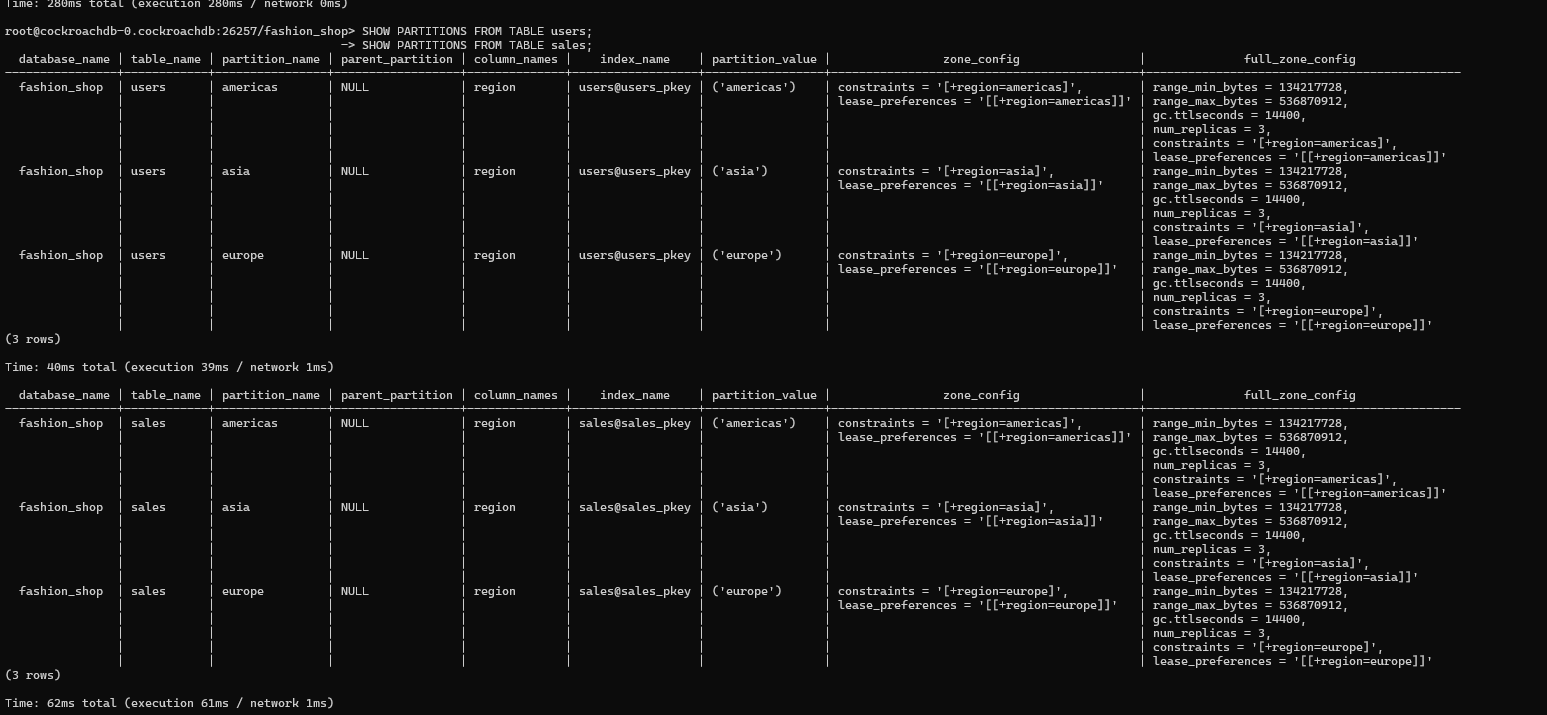 Time: 280ms total (execution 280ms / network 0ms)
root@cockroachdb-0.cockroachdb:26257/fashion_shop> SHOW PARTITIONS FROM TABLE users;
-> SHOW PARTITIONS FROM TABLE sales;
database_name | table_name | partition_name | parent_partition | column_names | index_name | partition_value | zone_config | full_zone_config
fashion_shop | users | americas | NULL | region | users@users_pkey | ('americas') | constraints = '[+region=americas]', | range_min_bytes = 134217728,
| | | | | | | lease_preferences = '[[+region=americas]]' | range_max_bytes = 536870912,
| | | | | | | | gc.ttlseconds = 14400,
| | | | | | | | num_replicas = 3,
| | | | | | | | constraints = '[+region=americas]',
| | | | | | | | lease_preferences = '[[+region=americas]]'
fashion_shop | users | asia | NULL | region | users@users_pkey | ('asia') | constraints = '[+region=asia]', | range_min_bytes = 134217728,
| | | | | | | lease_preferences = '[[+region=asia]]' | range_max_bytes = 536870912,
| | | | | | | | gc.ttlseconds = 14400,
| | | | | | | | num_replicas = 3,
| | | | | | | | constraints = '[+region=asia]',
| | | | | | | | lease_preferences = '[[+region=asia]]'
fashion_shop | users | europe | NULL | region | users@users_pkey | ('europe') | constraints = '[+region=europe]', | range_min_bytes = 134217728,
| | | | | | | lease_preferences = '[[+region=europe]]' | range_max_bytes = 536870912,
| | | | | | | | gc.ttlseconds = 14400,
| | | | | | | | num_replicas = 3,
| | | | | | | | constraints = '[+region=europe]',
| | | | | | | | lease_preferences = '[[+region=europe]]'
(3 rows)
Time: 40ms total (execution 39ms / network 1ms)
database_name | table_name | partition_name | parent_partition | column_names | index_name | partition_value | zone_config | full_zone_config
fashion_shop | sales | americas | NULL | region | sales@sales_pkey | ('americas') | constraints = '[+region=americas]', | range_min_bytes = 134217728,
| | | | | | | lease_preferences = '[[+region=americas]]' | range_max_bytes = 536870912,
| | | | | | | | gc.ttlseconds = 14400,
| | | | | | | | num_replicas = 3,
| | | | | | | | constraints = '[+region=americas]',
| | | | | | | | lease_preferences = '[[+region=americas]]'
fashion_shop | sales | asia | NULL | region | sales@sales_pkey | ('asia') | constraints = '[+region=asia]', | range_min_bytes = 134217728,
| | | | | | | lease_preferences = '[[+region=asia]]' | range_max_bytes = 536870912,
| | | | | | | | gc.ttlseconds = 14400,
| | | | | | | | num_replicas = 3,
| | | | | | | | constraints = '[+region=asia]',
| | | | | | | | lease_preferences = '[[+region=asia]]'
fashion_shop | sales | europe | NULL | region | sales@sales_pkey | ('europe') | constraints = '[+region=europe]', | range_min_bytes = 134217728,
| | | | | | | lease_preferences = '[[+region=europe]]' | range_max_bytes = 536870912,
| | | | | | | | gc.ttlseconds = 14400,
| | | | | | | | num_replicas = 3,
| | | | | | | | constraints = '[+region=europe]',
| | | | | | | | lease_preferences = '[[+region=europe]]'
(3 rows)
Time: 62ms total (execution 61ms / network 1ms)